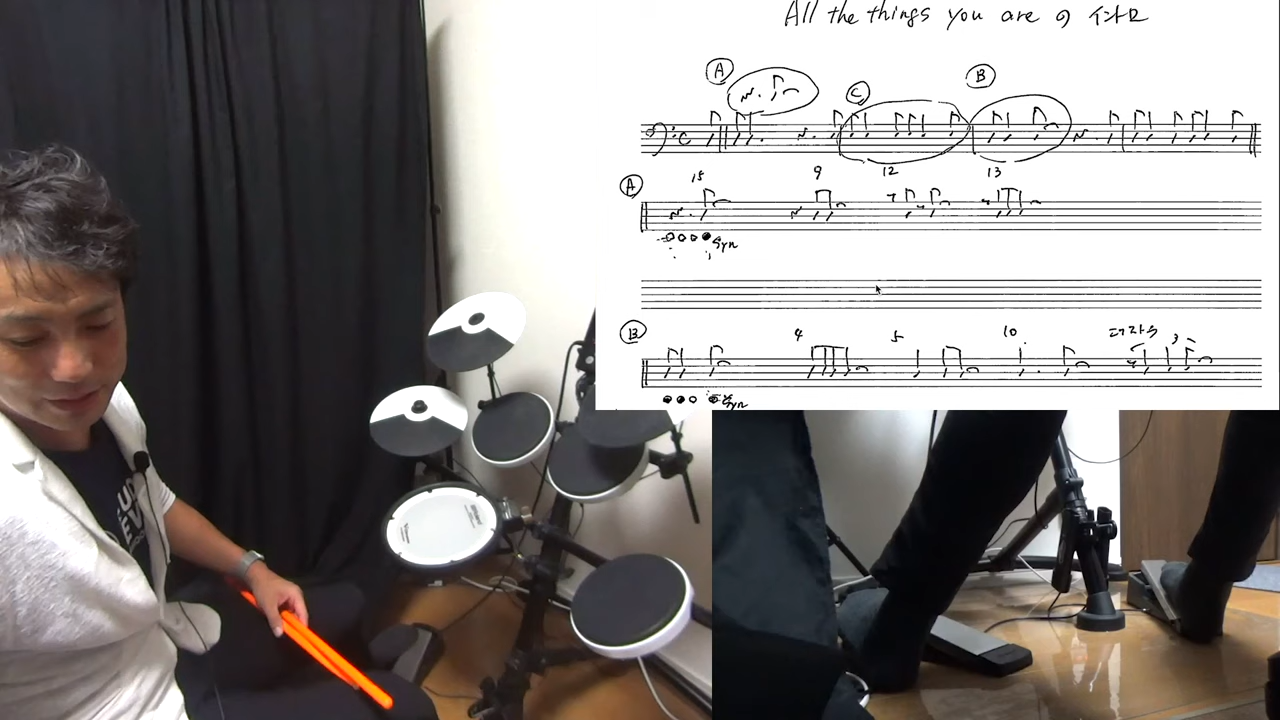 All the things you are の イントロ
A
C
B
A 15 9 12 13
Syn
B 4 5 10
Syn